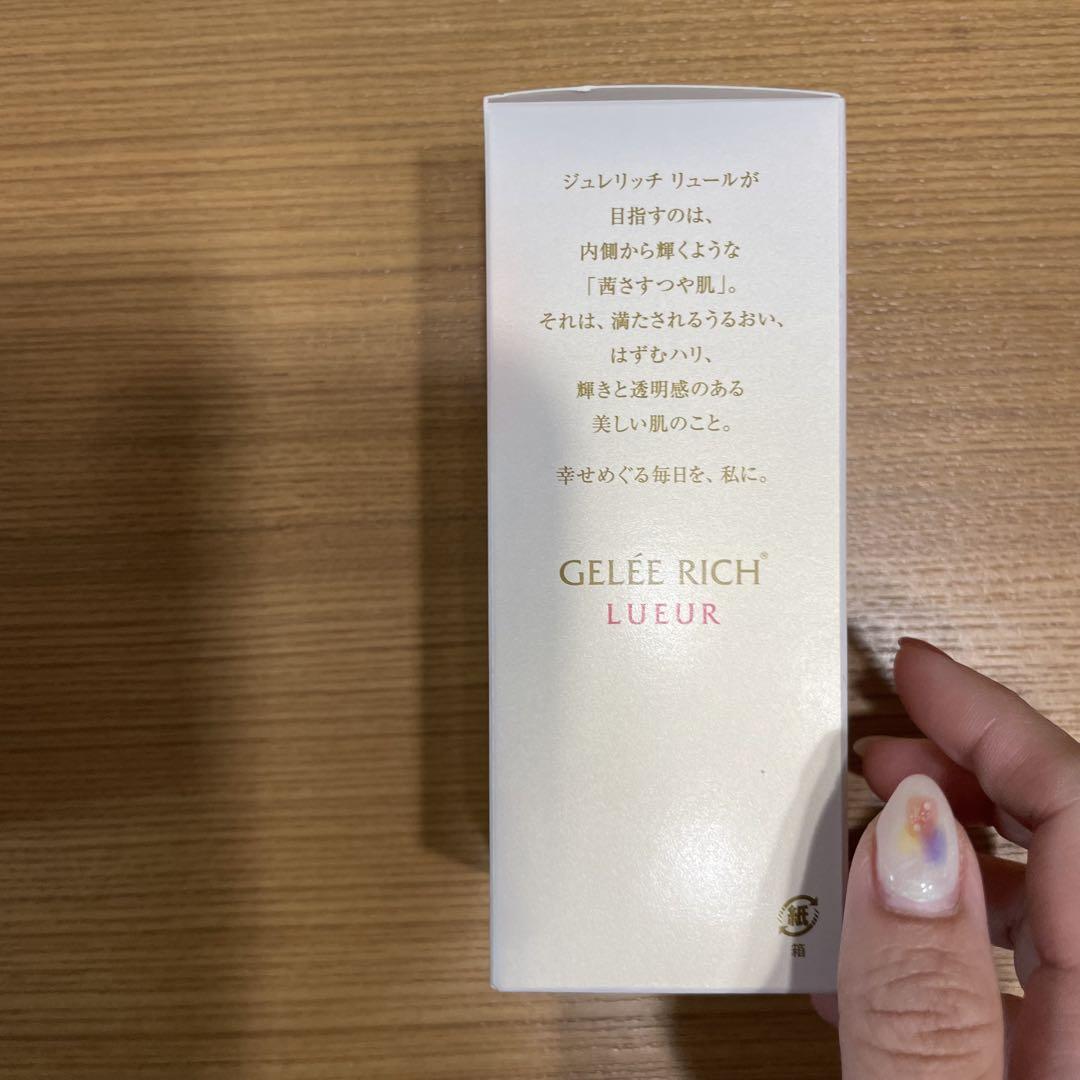 ジュレリッチ リュールが
目指すのは、
内側から輝くような
「茜さすつや肌」。
それは、満たされるうるおい、
はずむハリ、
輝きと透明感のある
美しい肌のこと。
幸せめぐる毎日を、私に。
GELÉE RICH®
LUEUR
紙
箱